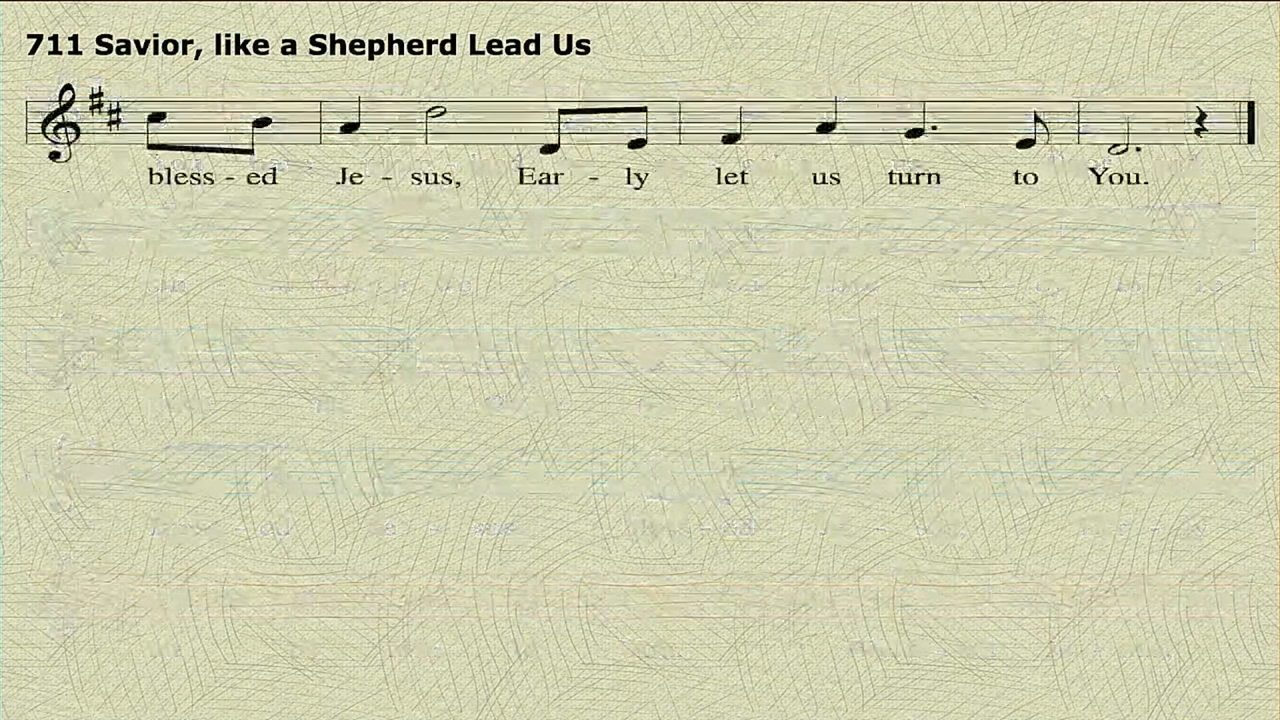 711 Savior, like a Shepherd Lead Us
bless - ed Je - sus, Ear - ly let us turn to You.